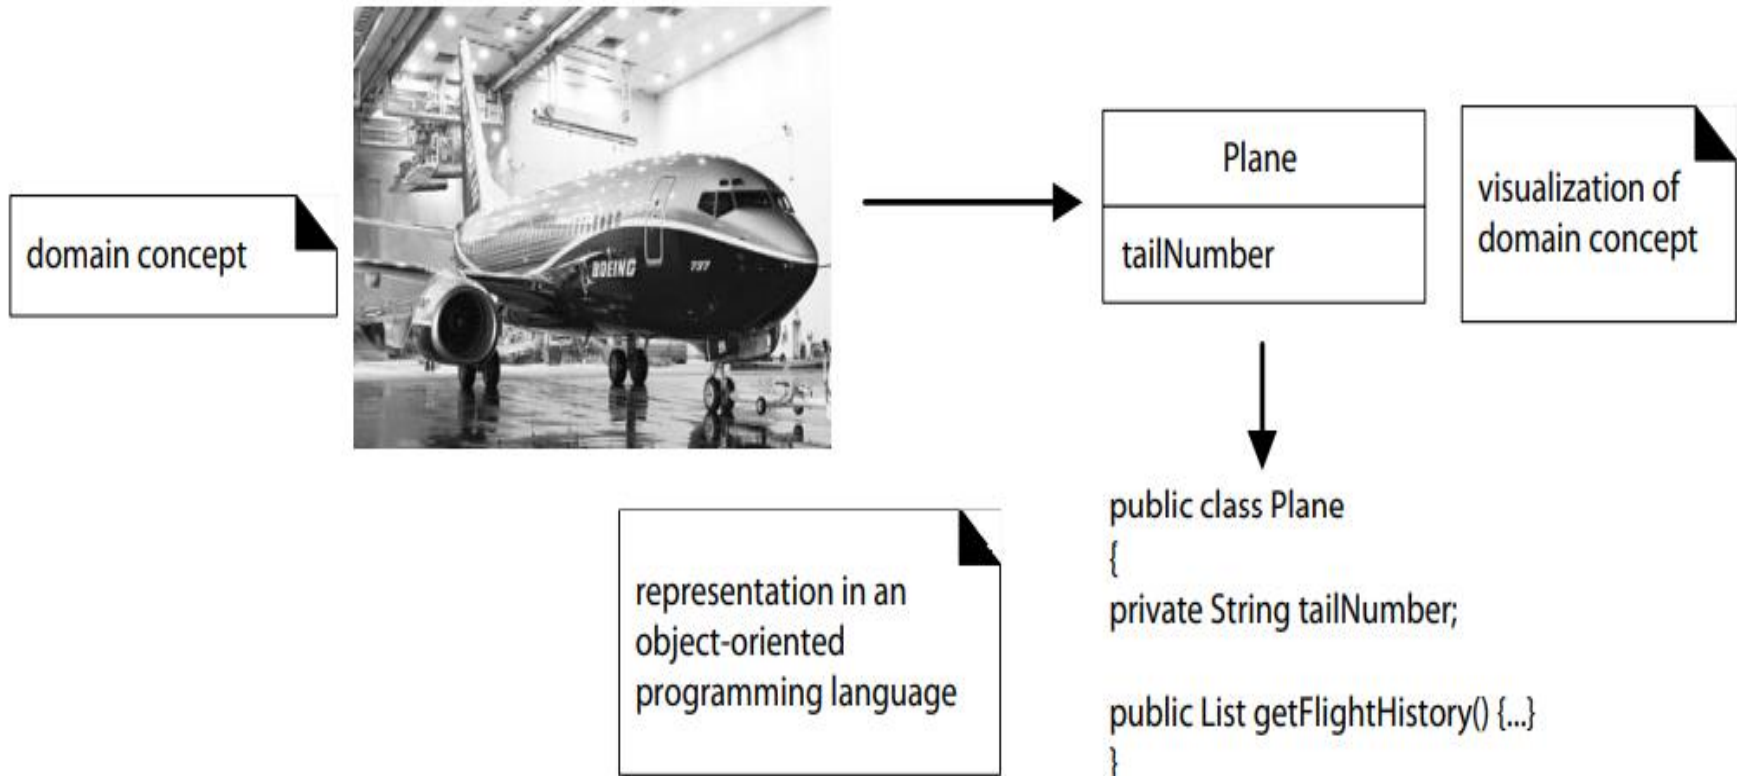 domain concept
BOEING
737
Plane
tailNumber
visualization of
domain concept
representation in an
object-oriented
programming language
public class Plane
{
private String tailNumber;
public List getFlightHistory() {...}
}